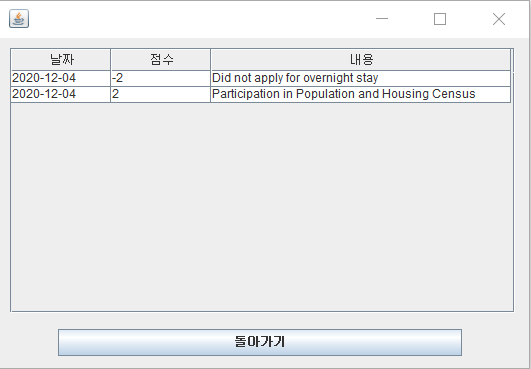 날짜 점수 내용
2020-12-04 -2 Did not apply for overnight stay
2020-12-04 2 Participation in Population and Housing Census
돌아가기